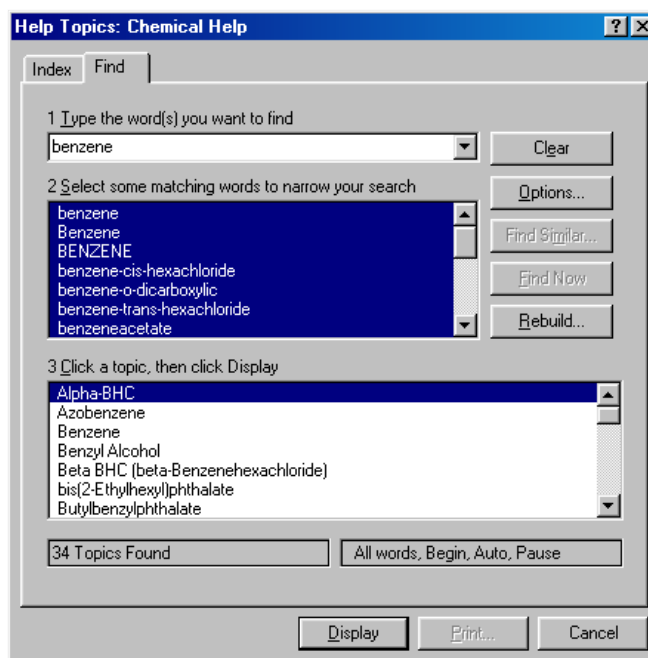 Help Topics: Chemical Help
Index
Find
1 Type the word(s) you want to find
benzene
Clear
2 Select some matching words to narrow your search
Options...
benzene
Benzene
BENZENE
benzene-cis-hexachloride
benzene-o-dicarboxylic
benzene-trans-hexachloride
benzeneacetate
Find Similar...
Find Now
Rebuild...
3 Click a topic, then click Display
Alpha-BHC
Azobenzene
Benzene
Benzyl Alcohol
Beta BHC (beta-Benzenehexachloride)
bis(2-Ethylhexyl)phthalate
Butylbenzylphthalate
34 Topics Found
All words, Begin, Auto, Pause
Display
Print...
Cancel